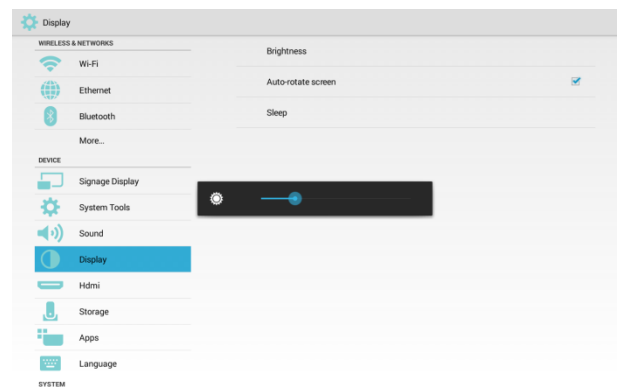 Display
WIRELESS & NETWORKS
Wi-Fi
Ethernet
Bluetooth
More...
DEVICE
Signage Display
System Tools
Sound
Display
Hdmi
Storage
Apps
Language
SYSTEM
Brightness
Auto-rotate screen
Sleep